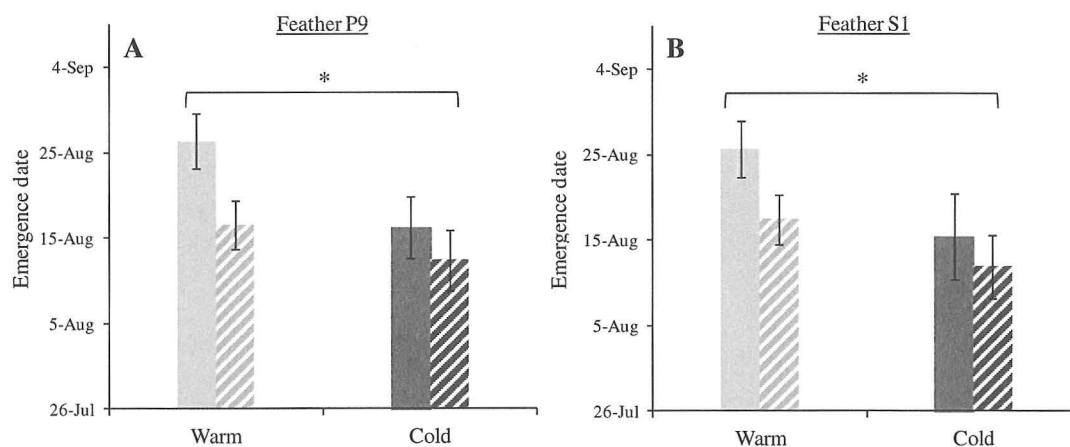 Feather P9
A
4-Sep
25-Aug
15-Aug
5-Aug
26-Jul
Emergence date
*
Warm
Cold
Feather S1
B
4-Sep
25-Aug
15-Aug
5-Aug
26-Jul
Emergence date
*
Warm
Cold